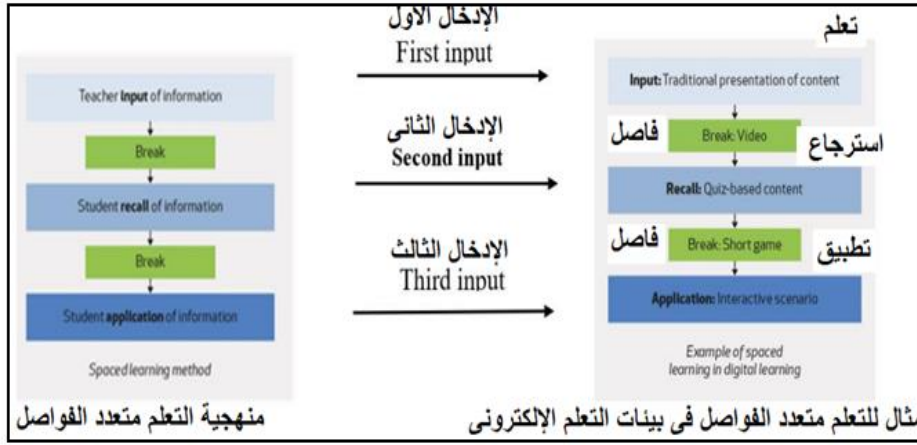 الإدخال الاول
First input
الإدخال الثانى
Second input
الإدخال الثالث
Third input
Teacher input of information
Break
Student recall of information
Break
Student application of information
Spaced learning method
منهجية التعلم متعدد الفواصل
تعلم
Input: Traditional presentation of content
فاصل
Break: Video
استرجاع
Recall: Quiz-based content
فاصل
Break: Short game
تطبيق
Application: Interactive scenario
Example of spaced
learning in digital learning
مثال للتعلم متعدد الفواصل فى بيئات التعلم الإلكترونى